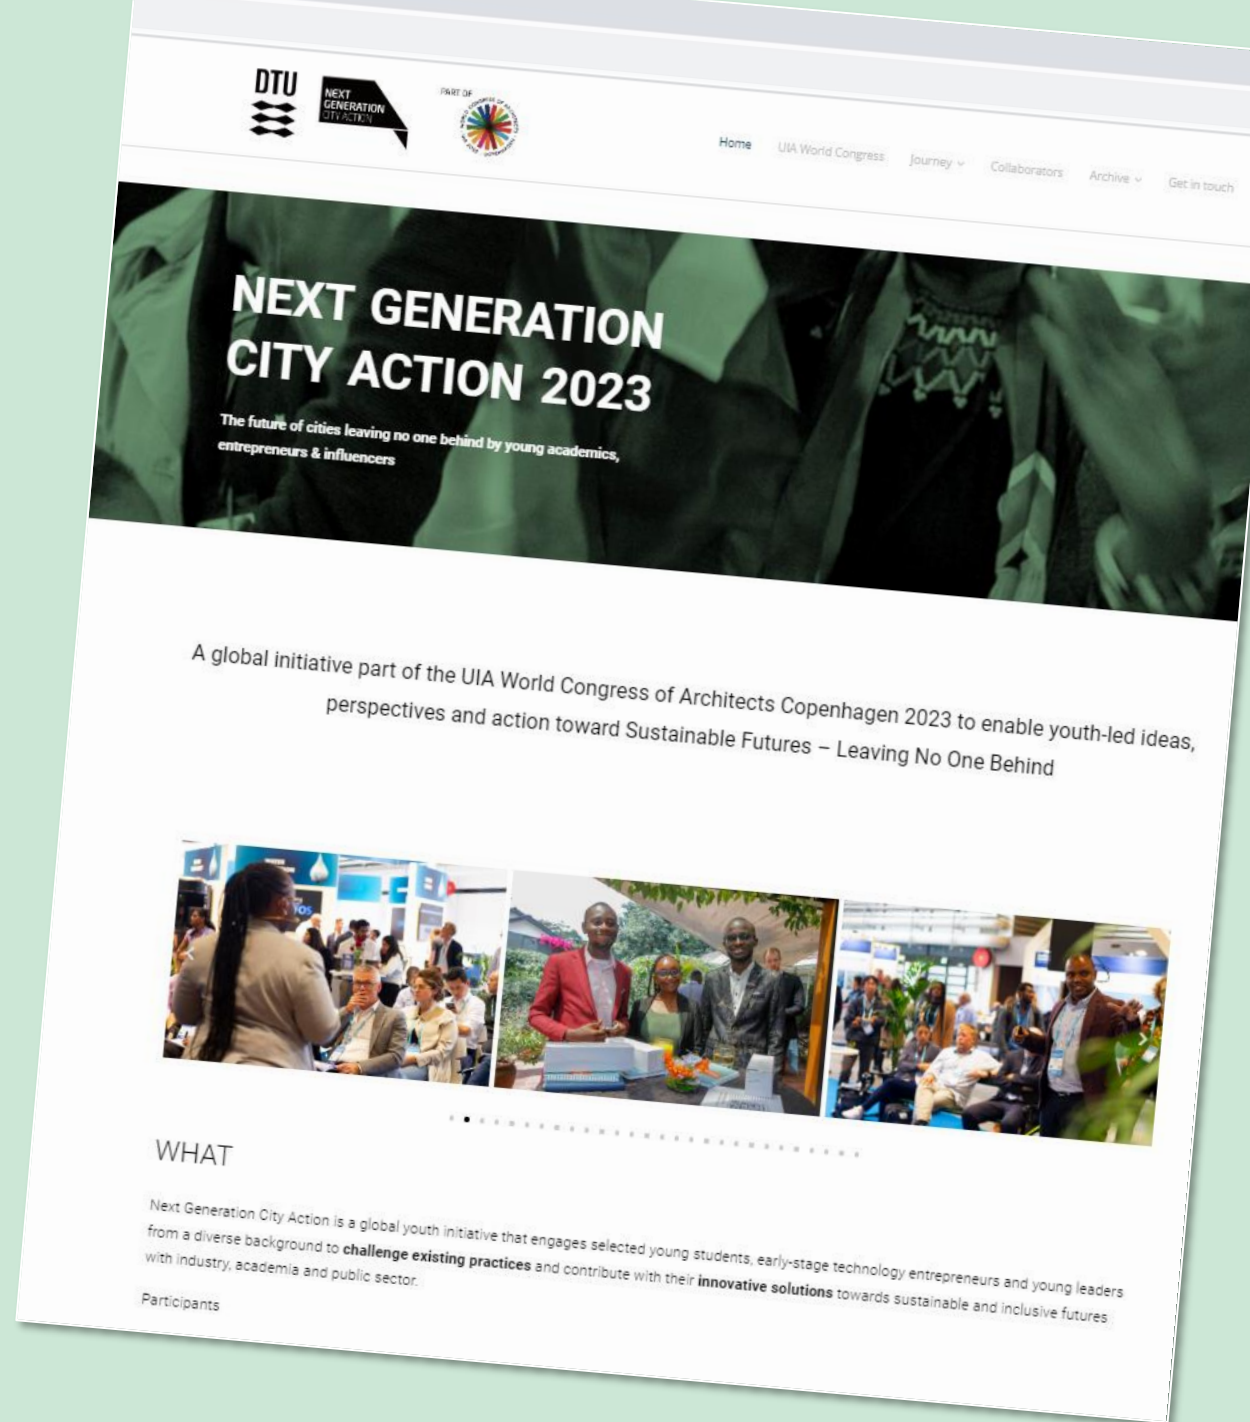 DTU
NEXT
GENERATION
CITY ACTION
PART OF
Home
UIA World Congress
Journey
Collaborators
Archive
Get in touch
NEXT GENERATION
CITY ACTION 2023
The future of cities leaving no one behind by young academics,
entrepreneurs & influencers
A global initiative part of the UIA World Congress of Architects Copenhagen 2023 to enable youth-led ideas,
perspectives and action toward Sustainable Futures – Leaving No One Behind
WHAT
Next Generation City Action is a global youth initiative that engages selected young students, early-stage technology entrepreneurs and young leaders
from a diverse background to challenge existing practices and contribute with their innovative solutions towards sustainable and inclusive futures
with industry, academia and public sector.
Participants